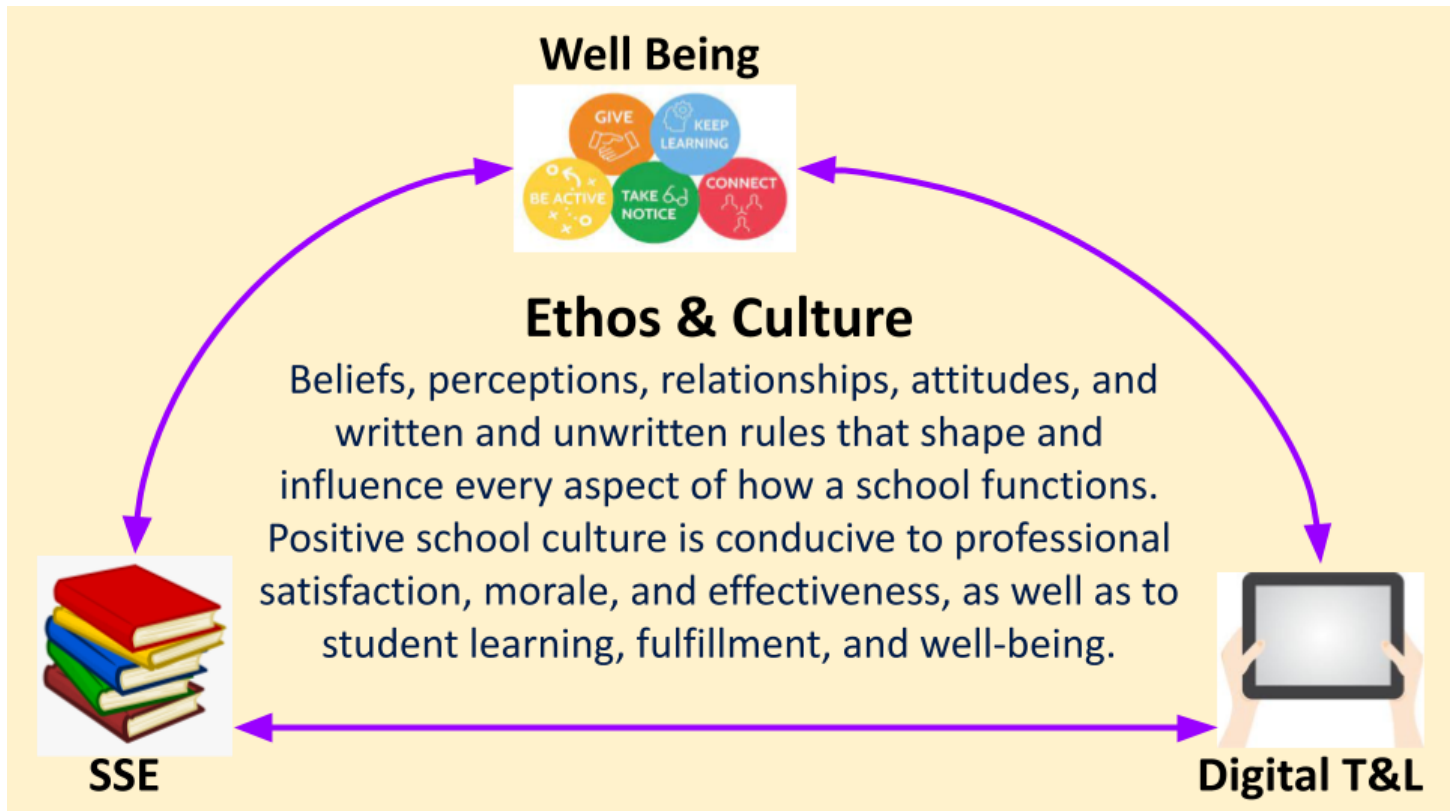 Well Being
GIVE
KEEP
LEARNING
BE ACTIVE
TAKE
NOTICE
CONNECT
Ethos & Culture
Beliefs, perceptions, relationships, attitudes, and
written and unwritten rules that shape and
influence every aspect of how a school functions.
Positive school culture is conducive to professional
satisfaction, morale, and effectiveness, as well as to
student learning, fulfillment, and well-being.
SSE
Digital T&L